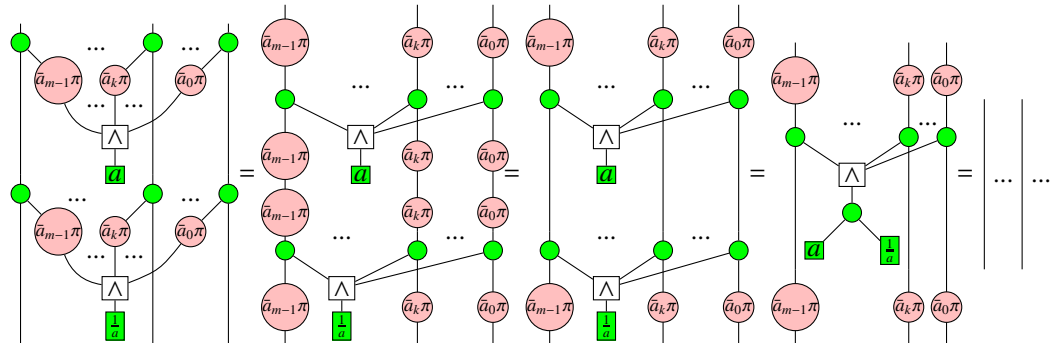 ... ...
ā_{m-1}π ā_kπ ā_0π
... ...
∧
a
... ...
ā_{m-1}π ā_kπ ā_0π
... ...
∧
1/a
=
ā_{m-1}π ā_kπ ā_0π
... ...
∧
ā_{m-1}π a ā_kπ ā_0π
ā_{m-1}π ā_kπ ā_0π
... ...
∧
ā_{m-1}π 1/a ā_kπ ā_0π
=
ā_{m-1}π ā_kπ ā_0π
... ...
∧
a
... ...
∧
ā_{m-1}π 1/a ā_kπ ā_0π
=
ā_{m-1}π ā_kπ ā_0π
... ...
∧
a 1/a
ā_{m-1}π ā_kπ ā_0π
=
... ...